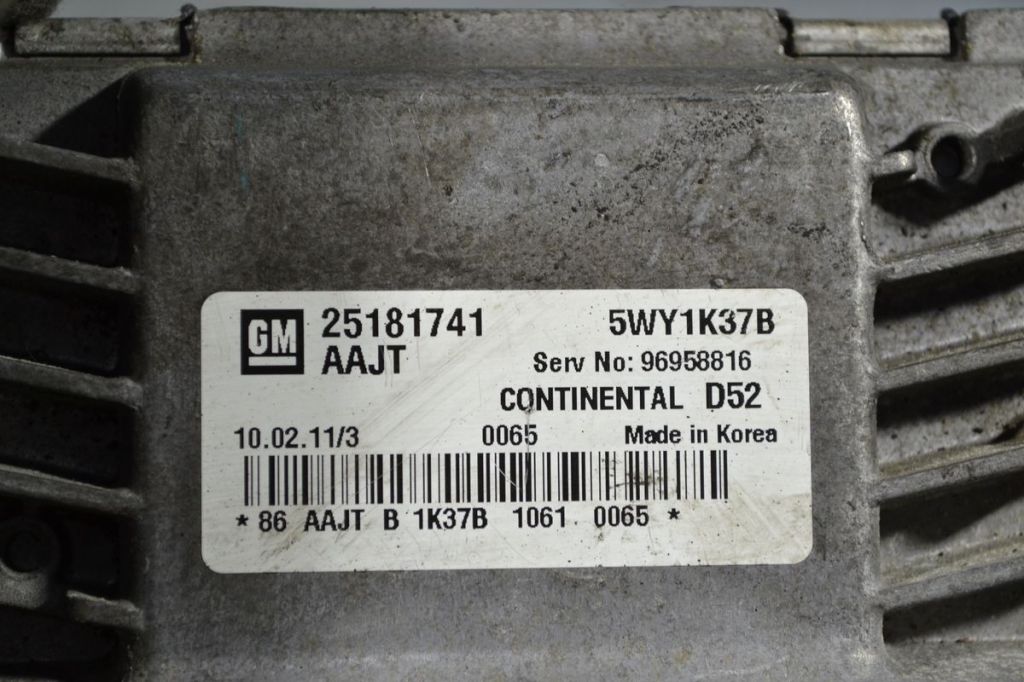 GM 25181741 5WY1K37B
AAJT Serv No: 96958816
CONTINENTAL D52
10.02.11/3 0065 Made in Korea
* 86 AAJT B 1K37B 1061 0065 *